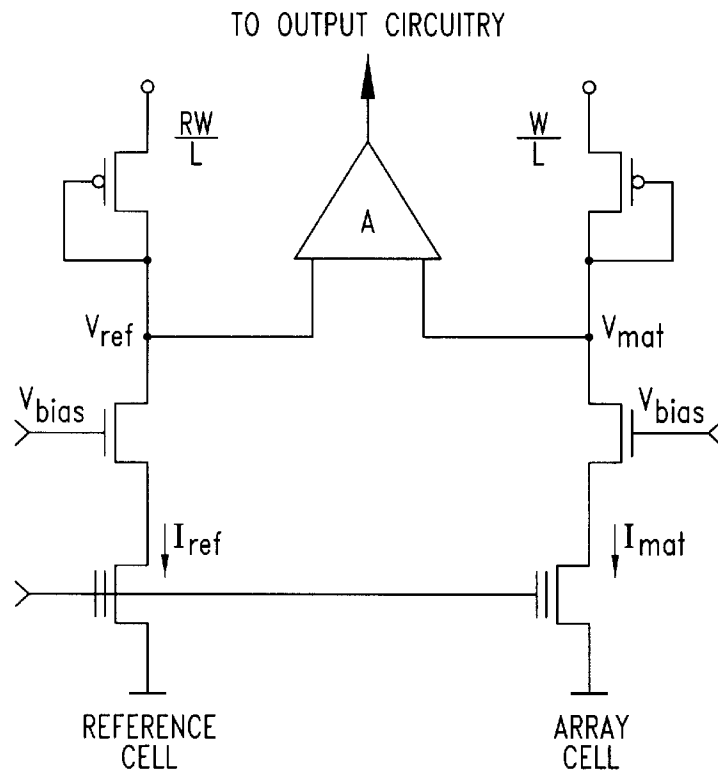 TO OUTPUT CIRCUITRY
RW
L
W
L
A
Vref
Vmat
Vbias
Vbias
Iref
Imat
REFERENCE
CELL
ARRAY
CELL